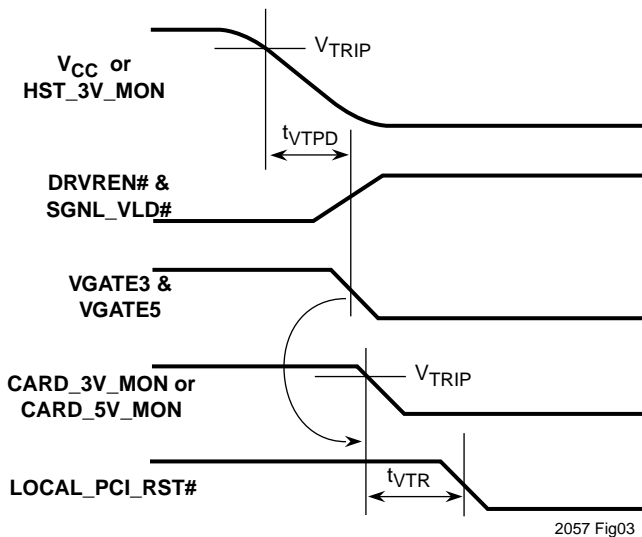 VTRIP
VCC or
HST_3V_MON
tVTPD
DRVREN# &
SGNL_VLD#
VGATE3 &
VGATE5
VTRIP
CARD_3V_MON or
CARD_5V_MON
tVTR
LOCAL_PCI_RST#
2057 Fig03